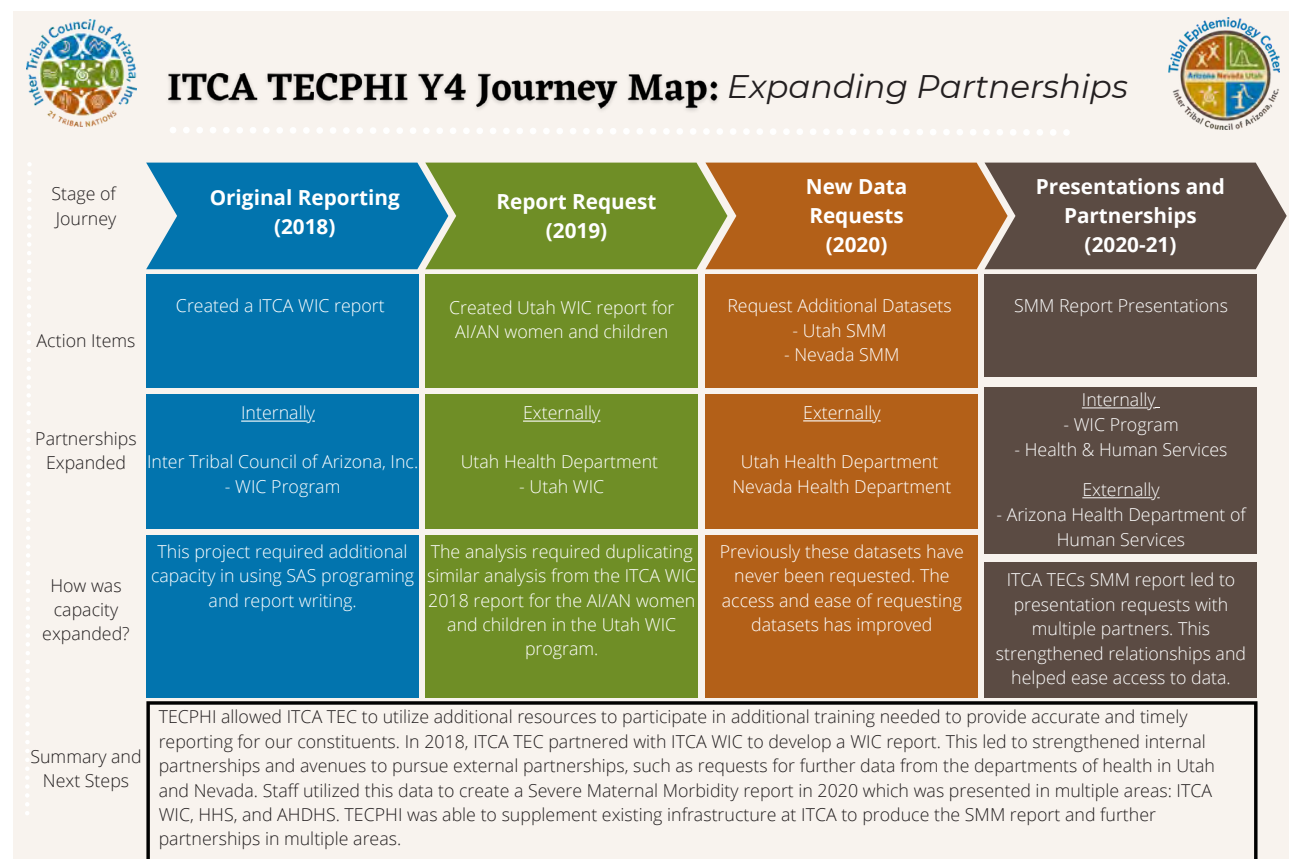 Inter Tribal Council of Arizona, Inc.
21 TRIBAL NATIONS
ITCA TECPHI Y4 Journey Map: Expanding Partnerships
Tribal Epidemiology Center
Arizona Nevada Utah
Inter Tribal Council of Arizona, Inc.
Stage of
Journey
Original Reporting
(2018)
Report Request
(2019)
New Data
Requests
(2020)
Presentations and
Partnerships
(2020-21)
Action Items
Created a ITCA WIC report
Created Utah WIC report for
AI/AN women and children
Request Additional Datasets
- Utah SMM
- Nevada SMM
SMM Report Presentations
Partnerships
Expanded
Internally
Inter Tribal Council of Arizona, Inc.
- WIC Program
Externally
Utah Health Department
- Utah WIC
Externally
Utah Health Department
Nevada Health Department
Internally
- WIC Program
- Health & Human Services
Externally
- Arizona Health Department of
Human Services
How was
capacity
expanded?
This project required additional
capacity in using SAS programing
and report writing.
The analysis required duplicating
similar analysis from the ITCA WIC
2018 report for the AI/AN women
and children in the Utah WIC
program.
Previously these datasets have
never been requested. The
access and ease of requesting
datasets has improved
ITCA TECs SMM report led to
presentation requests with
multiple partners. This
strengthened relationships and
helped ease access to data.
Summary and
Next Steps
TECPHI allowed ITCA TEC to utilize additional resources to participate in additional training needed to provide accurate and timely
reporting for our constituents. In 2018, ITCA TEC partnered with ITCA WIC to develop a WIC report. This led to strengthened internal
partnerships and avenues to pursue external partnerships, such as requests for further data from the departments of health in Utah
and Nevada. Staff utilized this data to create a Severe Maternal Morbidity report in 2020 which was presented in multiple areas: ITCA
WIC, HHS, and AHDHS. TECPHI was able to supplement existing infrastructure at ITCA to produce the SMM report and further
partnerships in multiple areas.